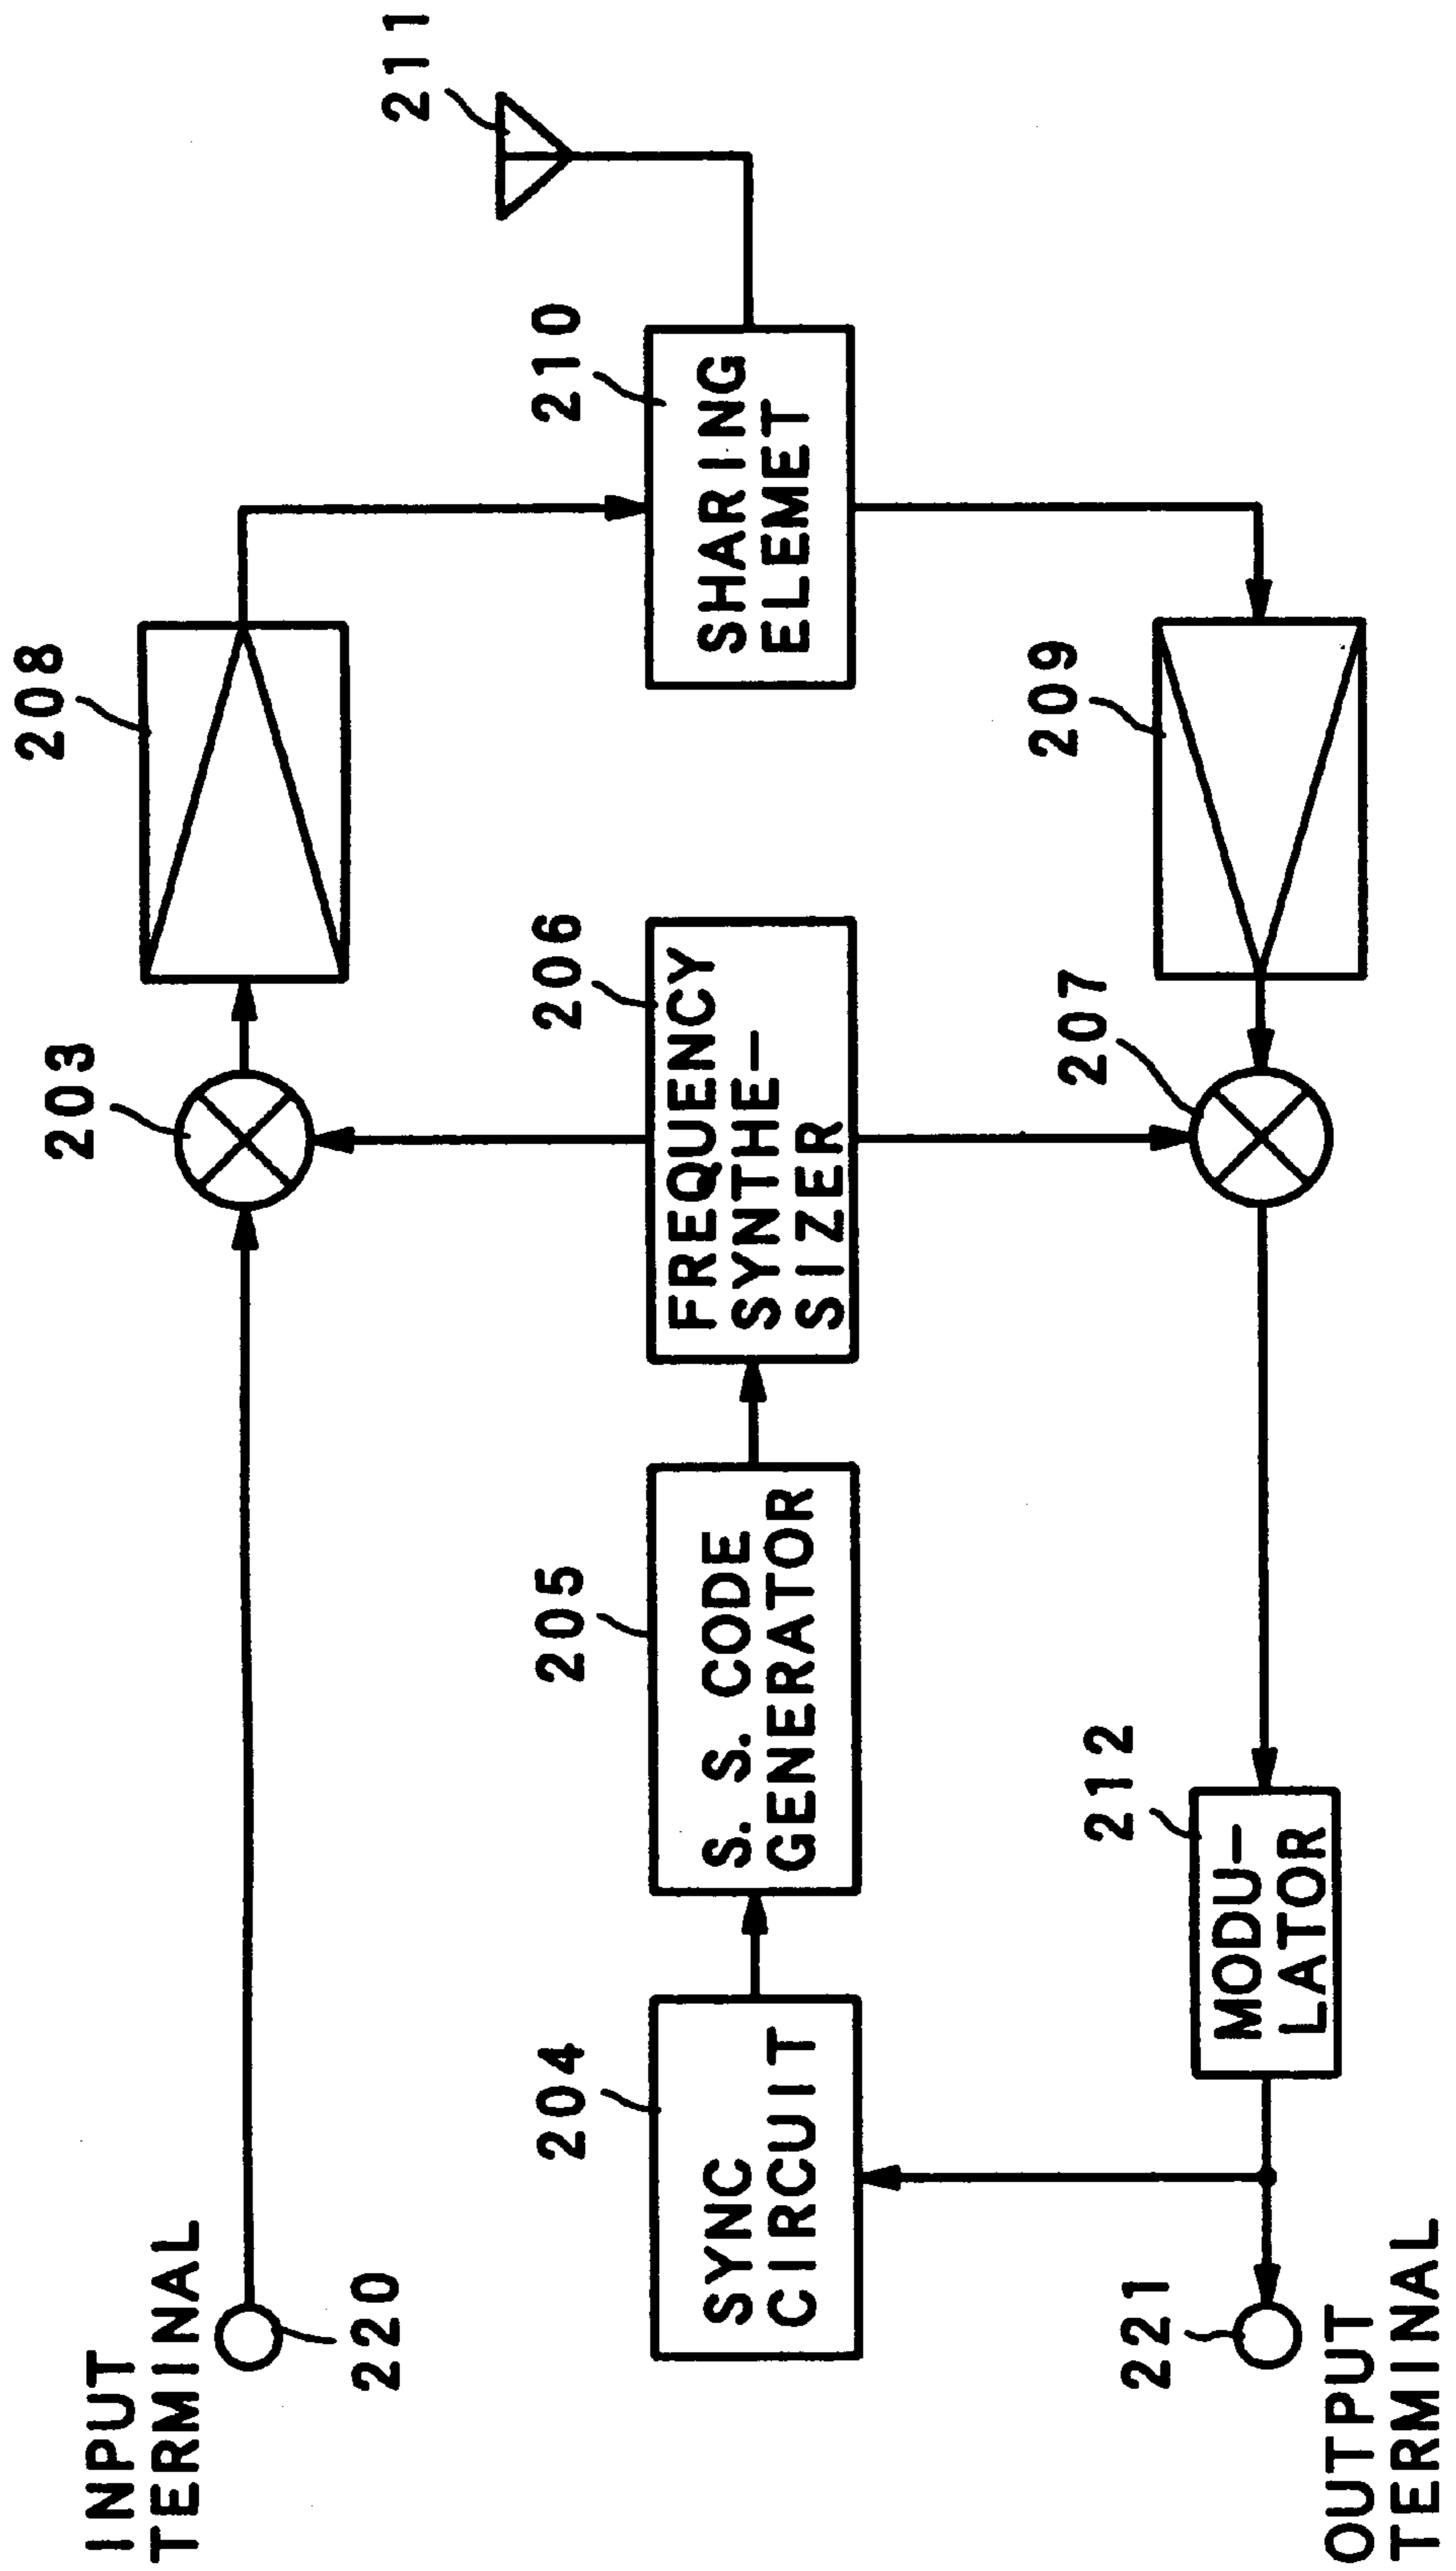 INPUT
TERMINAL
220
203
208
211
204
SYNC
CIRCUIT
205
S. S. CODE
GENERATOR
206
FREQUENCY
SYNTHE-
SIZER
210
SHARING
ELEMET
221
OUTPUT
TERMINAL
212
MODU-
LATOR
207
209